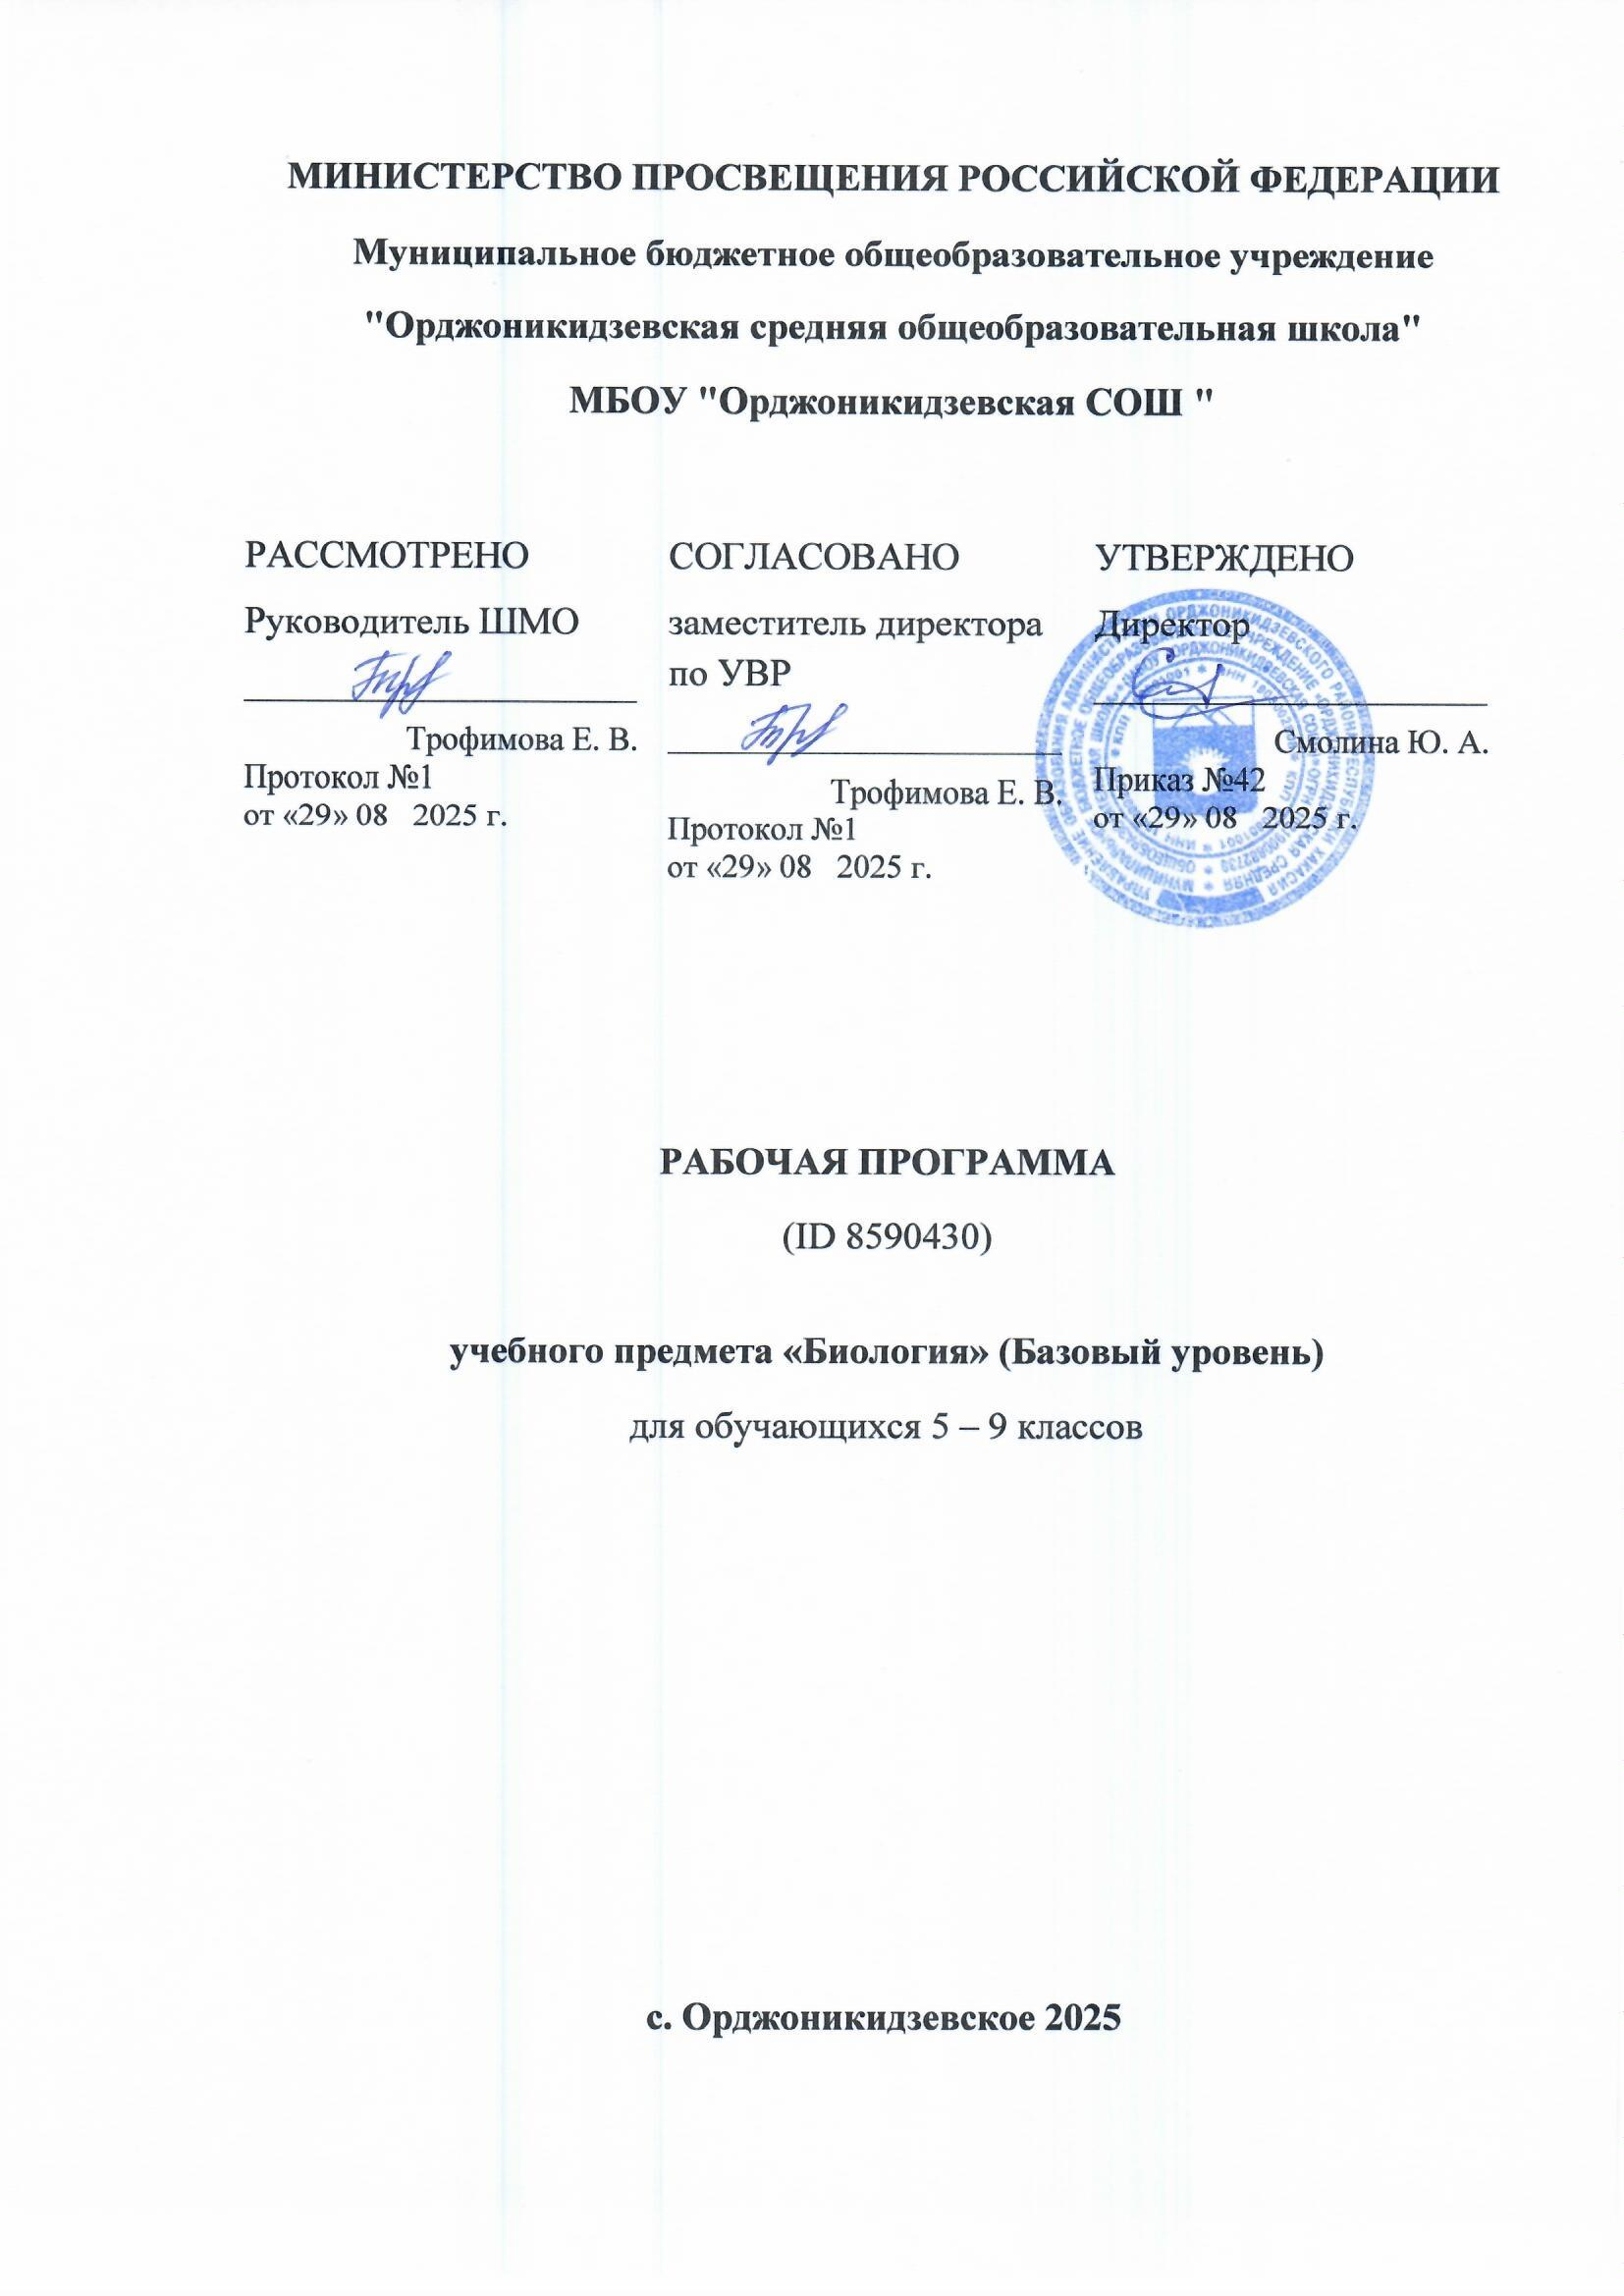 МИНИСТЕРСТВО ПРОСВЕЩЕНИЯ РОССИЙСКОЙ ФЕДЕРАЦИИ
Муниципальное бюджетное общеобразовательное учреждение
"Орджоникидзевская средняя общеобразовательная школа"
МБОУ "Орджоникидзевская СОШ "
РАССМОТРЕНО
Руководитель ШМО
Трофимова Е. В.
Протокол №1
от «29» 08 2025 г.
СОГЛАСОВАНО
заместитель директора
по УВР
Трофимова Е. В.
Протокол №1
от «29» 08 2025 г.
УТВЕРЖДЕНО
Директор
Смолина Ю. А.
Приказ №42
от «29» 08 2025 г.
РАБОЧАЯ ПРОГРАММА
(ID 8590430)
учебного предмета «Биология» (Базовый уровень)
для обучающихся 5 – 9 классов
с. Орджоникидзевское 2025